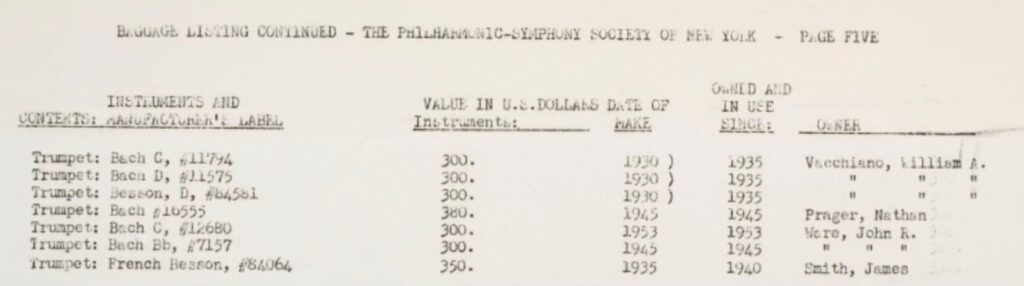 BAGGAGE LISTING CONTINUED - THE PHILHARMONIC-SYMPHONY SOCIETY OF NEW YORK - PAGE FIVE
OWNED AND
INSTRUMENTS AND VALUE IN U.S.DOLLARS DATE OF IN USE
CONTENTS: MANUFACTURER'S LABEL Instruments: MAKE SINCE: OWNER
Trumpet: Bach C, #11794 300. 1930 ) 1935 Vacchiano, William A.
Trumpet: Bach D, #11575 300. 1930 ) 1935 " " "
Trumpet: Besson, D, #84581 300. 1930 ) 1935 " " "
Trumpet: Bach #16555 380. 1945 1945 Prager, Nathan
Trumpet: Bach C, #12680 300. 1953 1953 Ware, John R.
Trumpet: Bach Bb, #7157 300. 1945 1945 " " "
Trumpet: French Besson, #84064 350. 1935 1940 Smith, James